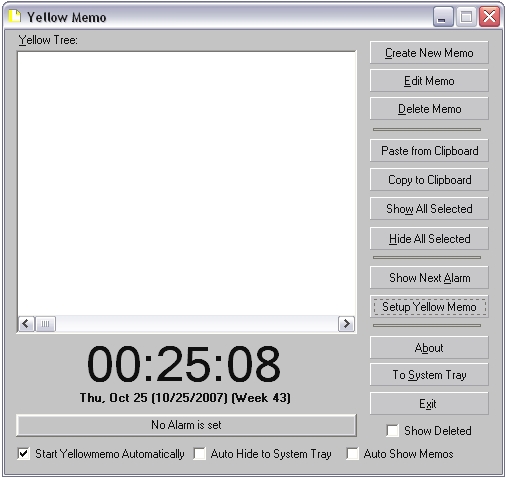 Yellow Memo
Yellow Tree:
Create New Memo
Edit Memo
Delete Memo
Paste from Clipboard
Copy to Clipboard
Show All Selected
Hide All Selected
Show Next Alarm
Setup Yellow Memo
About
To System Tray
Exit
Show Deleted
00:25:08
Thu, Oct 25 (10/25/2007) (Week 43)
No Alarm is set
Start Yellowmemo Automatically
Auto Hide to System Tray
Auto Show Memos